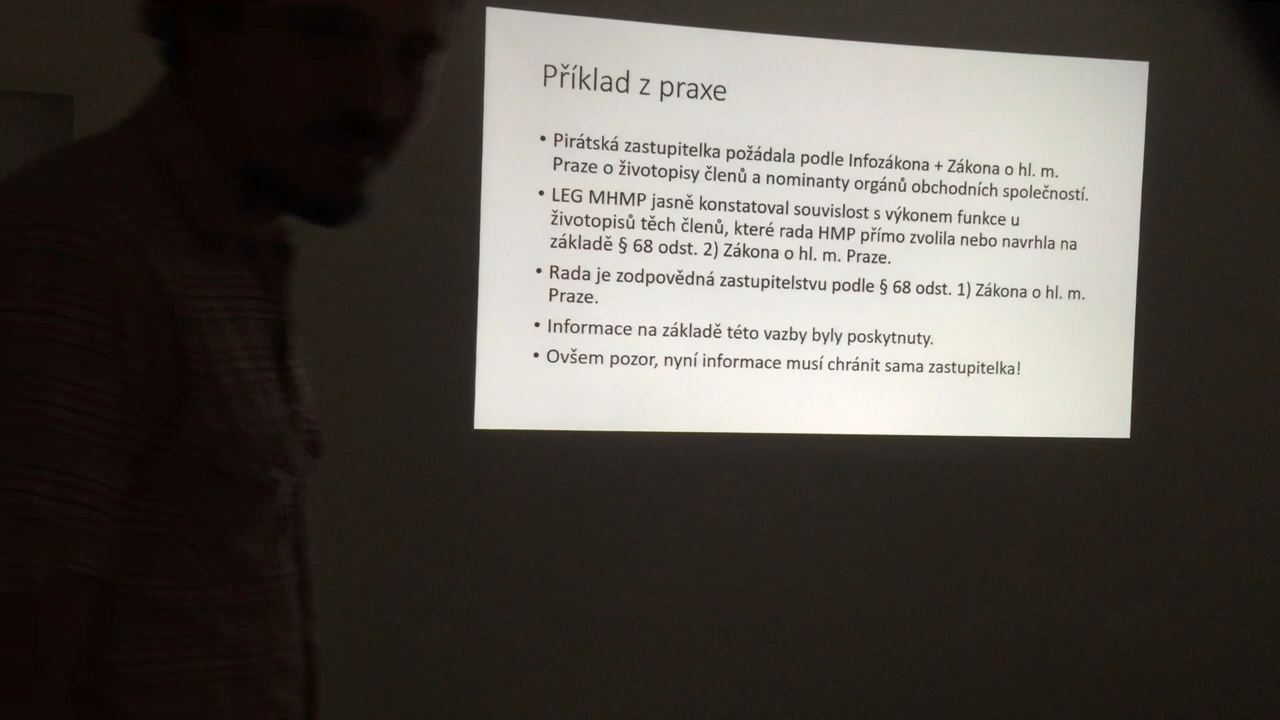 Příklad z praxe
• Pirátská zastupitelka požádala podle Infozákona + Zákona o hl. m.
Praze o životopisy členů a nominanty orgánů obchodních společností.
• LEG MHMP jasně konstatoval souvislost s výkonem funkce u
životopisů těch členů, které rada HMP přímo zvolila nebo navrhla na
základě § 68 odst. 2) Zákona o hl. m. Praze.
• Rada je zodpovědná zastupitelstvu podle § 68 odst. 1) Zákona o hl. m.
Praze.
• Informace na základě této vazby byly poskytnuty.
• Ovšem pozor, nyní informace musí chránit sama zastupitelka!